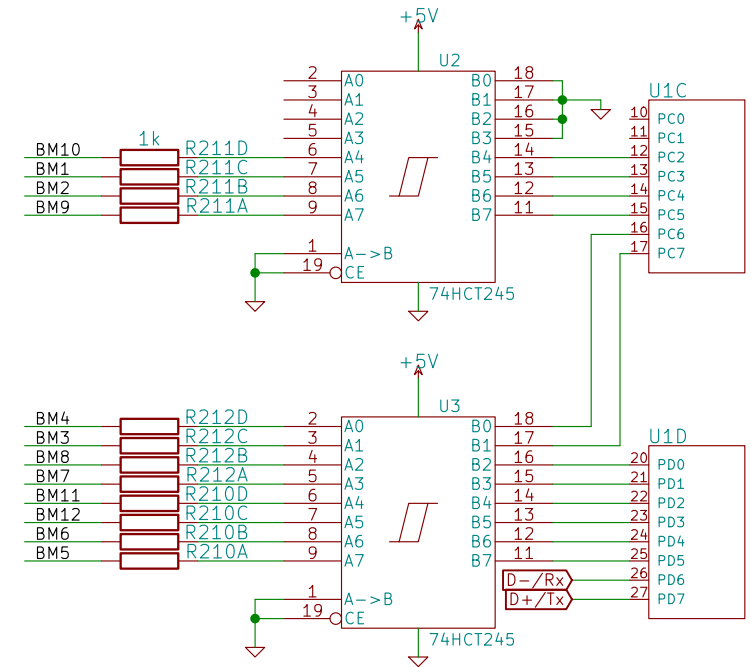 +5V
U2
2 A0 B0 18
3 A1 B1 17
4 A2 B2 16
5 A3 B3 15
BM10 1k R211D 6 A4 B4 14
BM1 R211C 7 A5 B5 13
BM2 R211B 8 A6 B6 12
BM9 R211A 9 A7 B7 11
1 A->B
19 CE
74HCT245
U1C
10 PC0
11 PC1
12 PC2
13 PC3
14 PC4
15 PC5
16 PC6
17 PC7
+5V
U3
BM4 R212D 2 A0 B0 18
BM3 R212C 3 A1 B1 17
BM8 R212B 4 A2 B2 16
BM7 R212A 5 A3 B3 15
BM11 R210D 6 A4 B4 14
BM12 R210C 7 A5 B5 13
BM6 R210B 8 A6 B6 12
BM5 R210A 9 A7 B7 11
1 A->B
19 CE
74HCT245
U1D
20 PD0
21 PD1
22 PD2
23 PD3
24 PD4
25 PD5
D-/Rx 26 PD6
D+/Tx 27 PD7